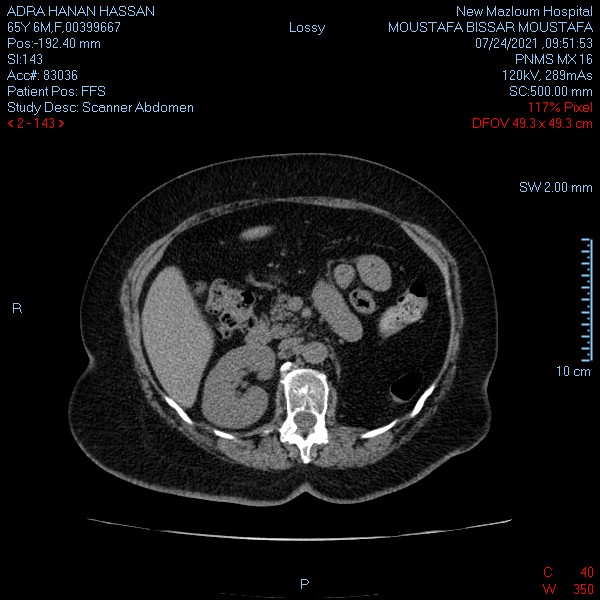 ADRA HANAN HASSAN
65Y 6M,F,00399667
Pos:-192.40 mm
SI:143
Acc#: 83036
Patient Pos: FFS
Study Desc: Scanner Abdomen
< 2 - 143 >
Lossy
New Mazloum Hospital
MOUSTAFA BISSAR MOUSTAFA
07/24/2021 ,09:51:53
PNMS MX 16
120kV, 289mAs
SC:500.00 mm
117% Pixel
DFOV 49.3 x 49.3 cm
SW 2.00 mm
R
10 cm
P
C 40
W 350